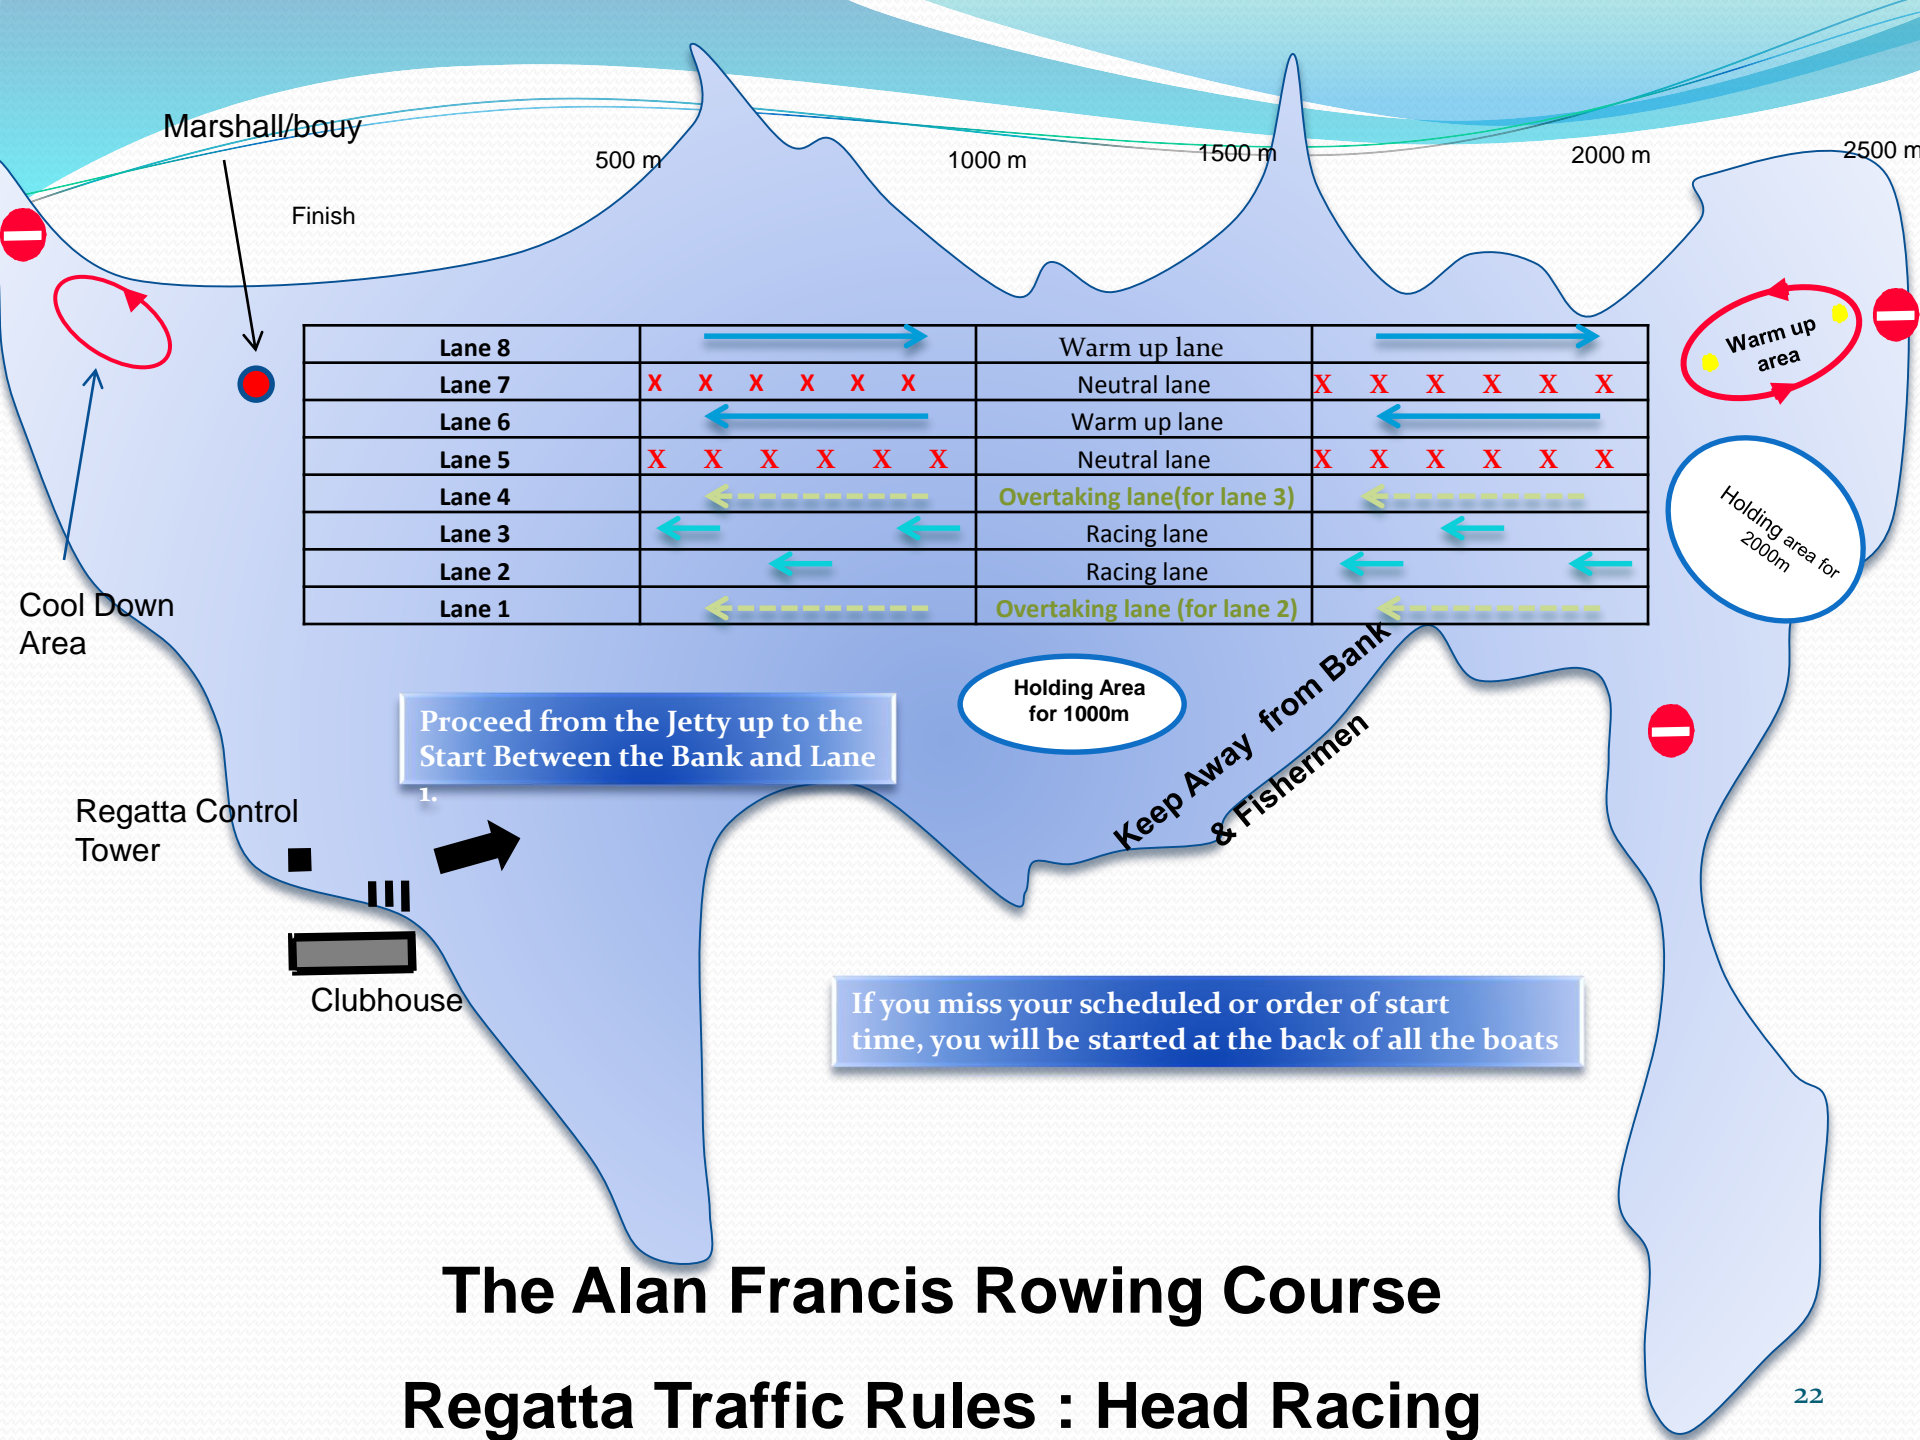 Marshall/bouy
500 m
1000 m
1500 m
2000 m
2500 m
Finish
Lane 8
Warm up lane
Lane 7
X X X X X X
Neutral lane
X X X X X X
Lane 6
Warm up lane
Lane 5
X X X X X X
Neutral lane
X X X X X X
Lane 4
Overtaking lane(for lane 3)
Lane 3
Racing lane
Lane 2
Racing lane
Lane 1
Overtaking lane (for lane 2)
Warm up
area
Holding area for
2000m
Cool Down
Area
Holding Area
for 1000m
Keep Away from Bank
& Fishermen
Proceed from the Jetty up to the
Start Between the Bank and Lane
1.
Regatta Control
Tower
Clubhouse
If you miss your scheduled or order of start
time, you will be started at the back of all the boats
The Alan Francis Rowing Course
Regatta Traffic Rules : Head Racing
22